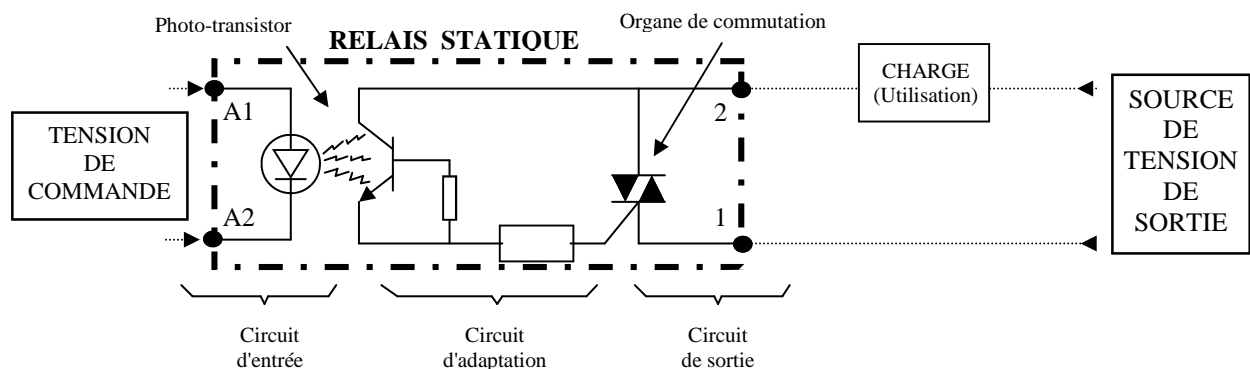 Photo-transistor
Organe de commutation
RELAIS STATIQUE
TENSION
DE
COMMANDE
A1
A2
2
1
CHARGE
(Utilisation)
SOURCE
DE
TENSION
DE
SORTIE
Circuit
d'entrée
Circuit
d'adaptation
Circuit
de sortie